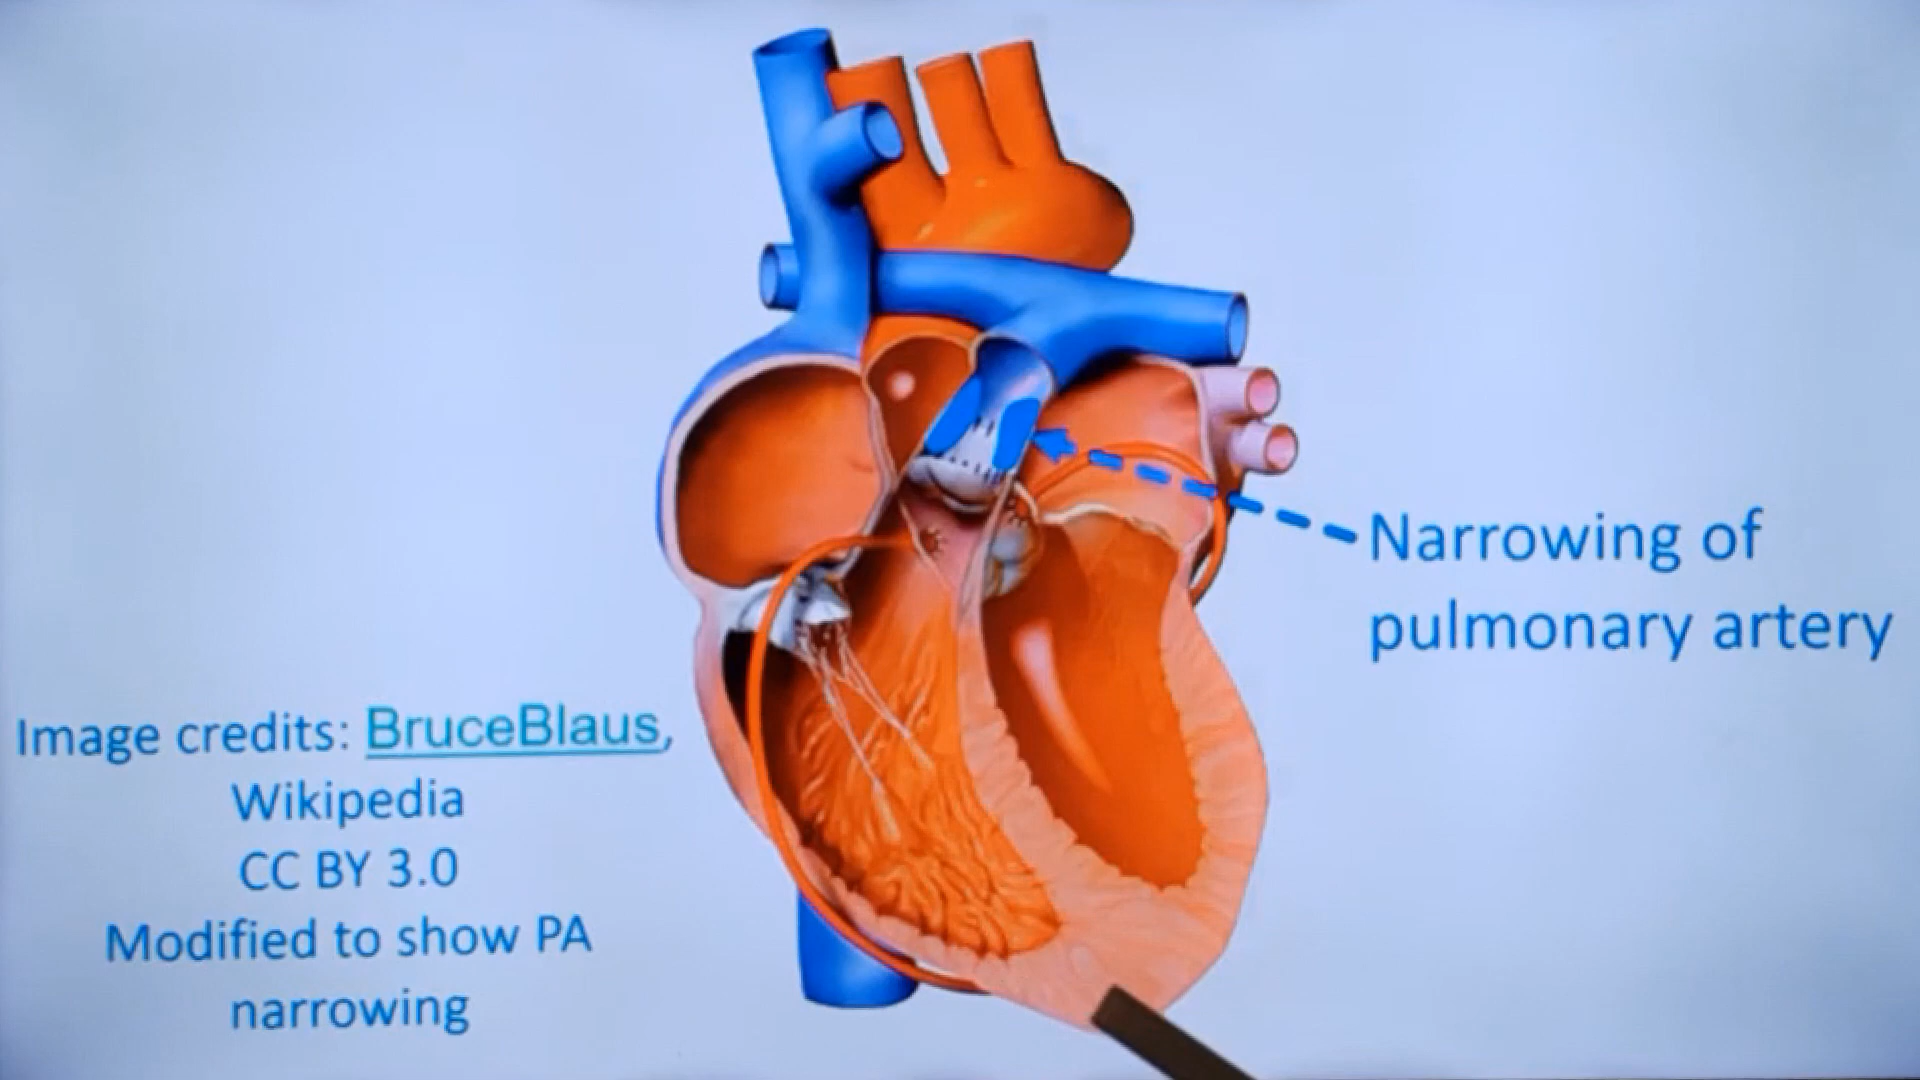 Narrowing of
pulmonary artery
Image credits: BruceBlaus,
Wikipedia
CC BY 3.0
Modified to show PA
narrowing